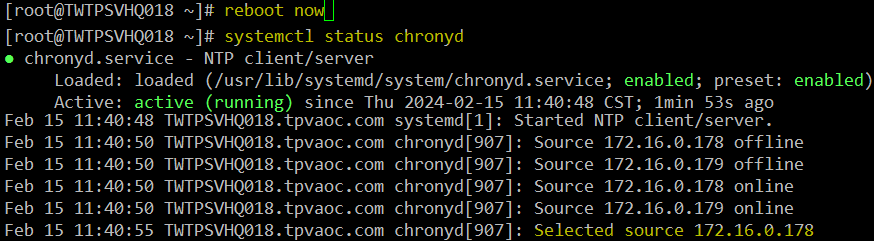 [root@TWTPSVHQ018 ~]# reboot now
[root@TWTPSVHQ018 ~]# systemctl status chronyd
● chronyd.service - NTP client/server
Loaded: loaded (/usr/lib/systemd/system/chronyd.service; enabled; preset: enabled)
Active: active (running) since Thu 2024-02-15 11:40:48 CST; 1min 53s ago
Feb 15 11:40:48 TWTPSVHQ018.tpvaoc.com systemd[1]: Started NTP client/server.
Feb 15 11:40:50 TWTPSVHQ018.tpvaoc.com chronyd[907]: Source 172.16.0.178 offline
Feb 15 11:40:50 TWTPSVHQ018.tpvaoc.com chronyd[907]: Source 172.16.0.179 offline
Feb 15 11:40:50 TWTPSVHQ018.tpvaoc.com chronyd[907]: Source 172.16.0.178 online
Feb 15 11:40:50 TWTPSVHQ018.tpvaoc.com chronyd[907]: Source 172.16.0.179 online
Feb 15 11:40:55 TWTPSVHQ018.tpvaoc.com chronyd[907]: Selected source 172.16.0.178